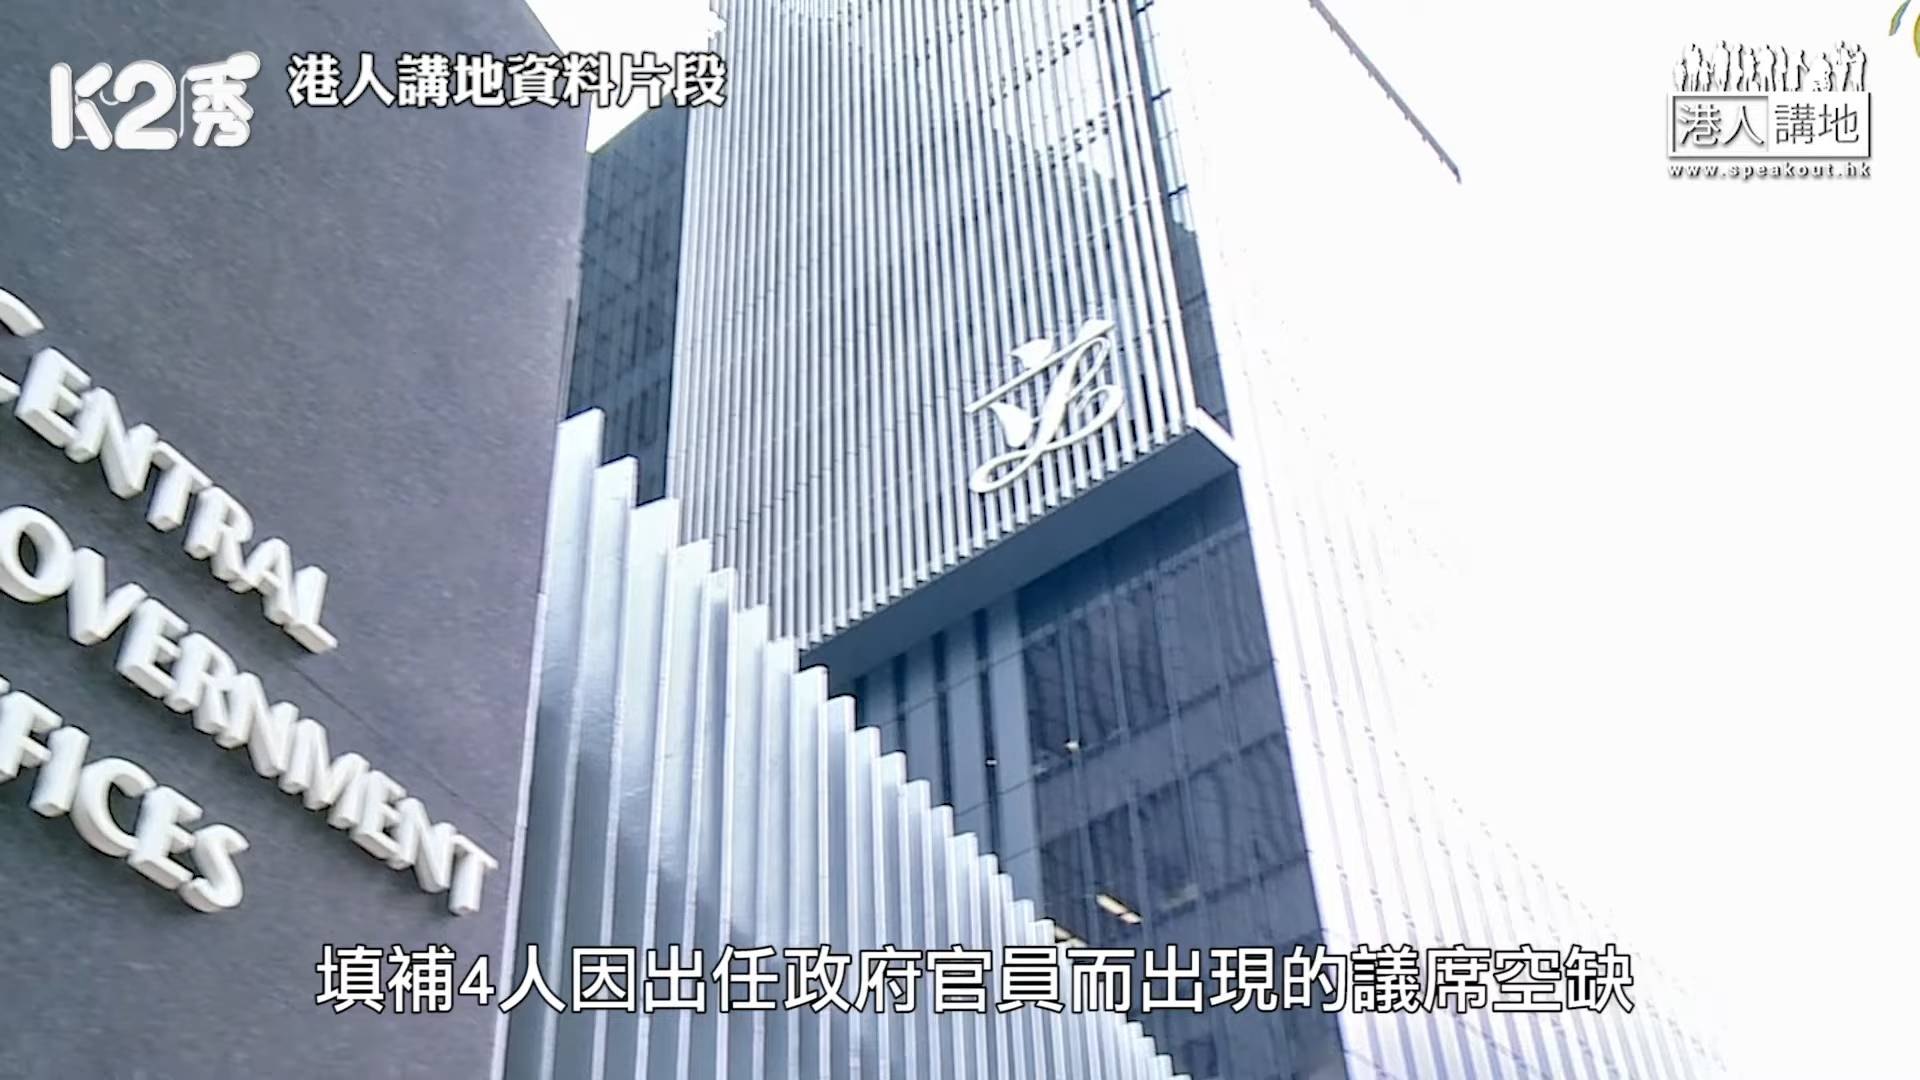 K2秀
港人講地資料片段
港人講地
www.speakout.hk
CENTRAL
GOVERNMENT
OFFICES
填補4人因出任政府官員而出現的議席空缺